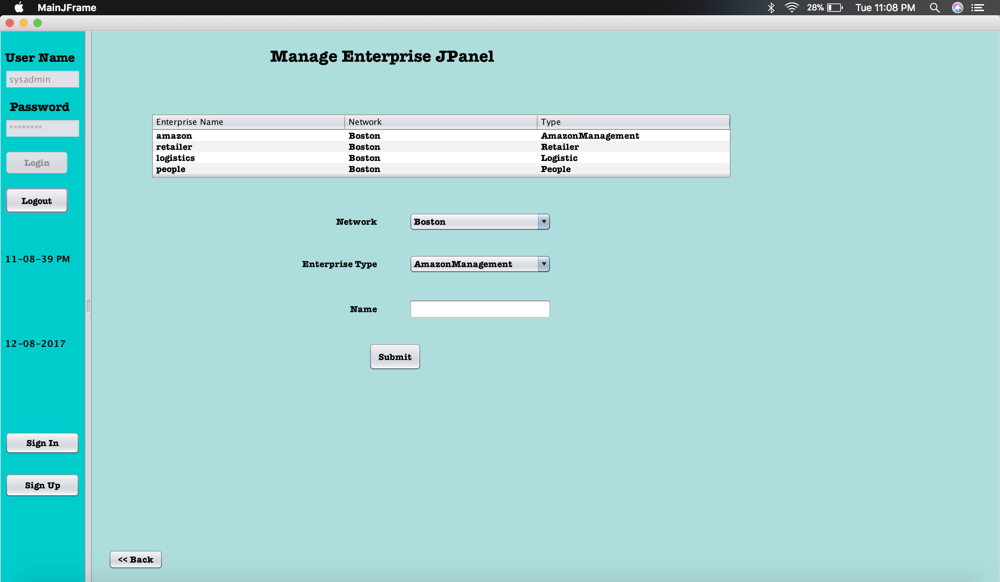 MainJFrame 28% Tue 11:08 PM
User Name
sysadmin
Password
********
Login
Logout
11-08-39 PM
12-08-2017
Sign In
Sign Up
Manage Enterprise JPanel
Enterprise Name Network Type
amazon Boston AmazonManagement
retailer Boston Retailer
logistics Boston Logistic
people Boston People
Network Boston
Enterprise Type AmazonManagement
Name
Submit
<< Back